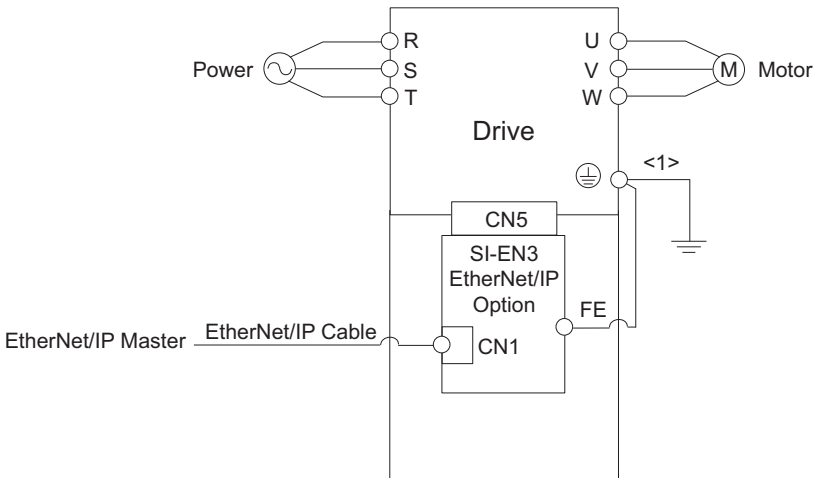 R
U
Power
S
V
M
Motor
T
W
Drive
<1>
CN5
SI-EN3
EtherNet/IP
Option
FE
EtherNet/IP Master
EtherNet/IP Cable
CN1